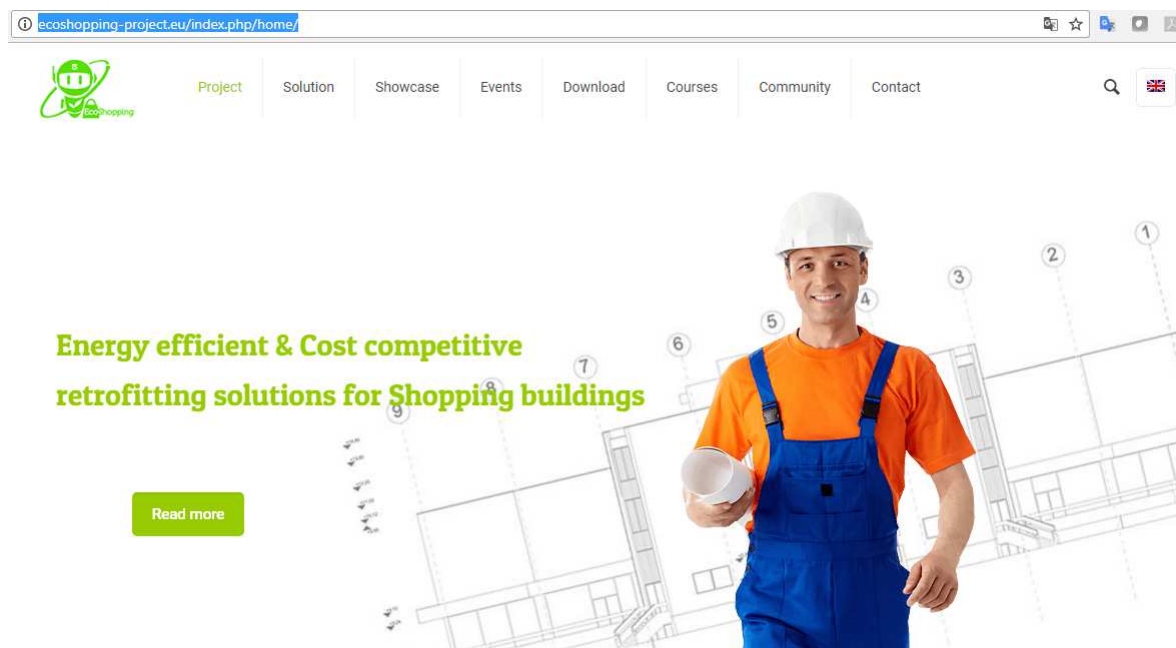 ecoshopping-project.eu/index.php/home/
EcoShopping
Project Solution Showcase Events Download Courses Community Contact
1
2
3
4
5
6
7
8
9
Energy efficient & Cost competitive
retrofitting solutions for Shopping buildings
Read more